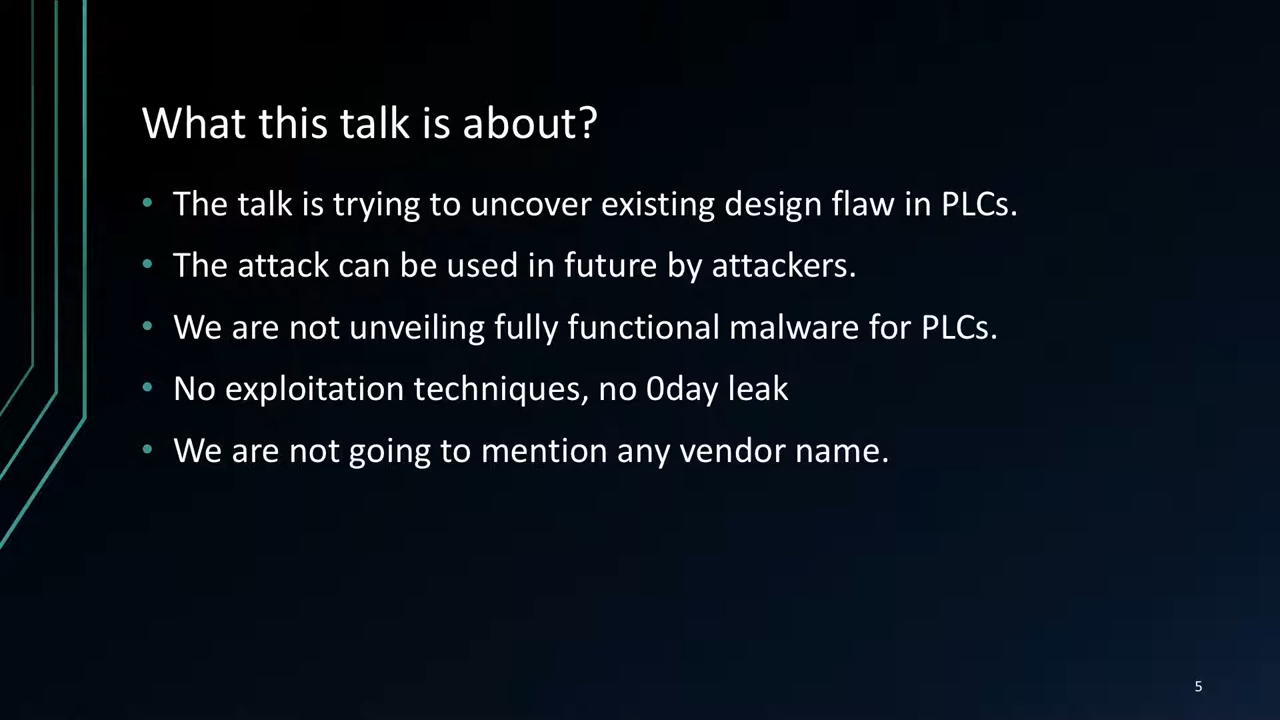 What this talk is about?
• The talk is trying to uncover existing design flaw in PLCs.
• The attack can be used in future by attackers.
• We are not unveiling fully functional malware for PLCs.
• No exploitation techniques, no 0day leak
• We are not going to mention any vendor name.
5